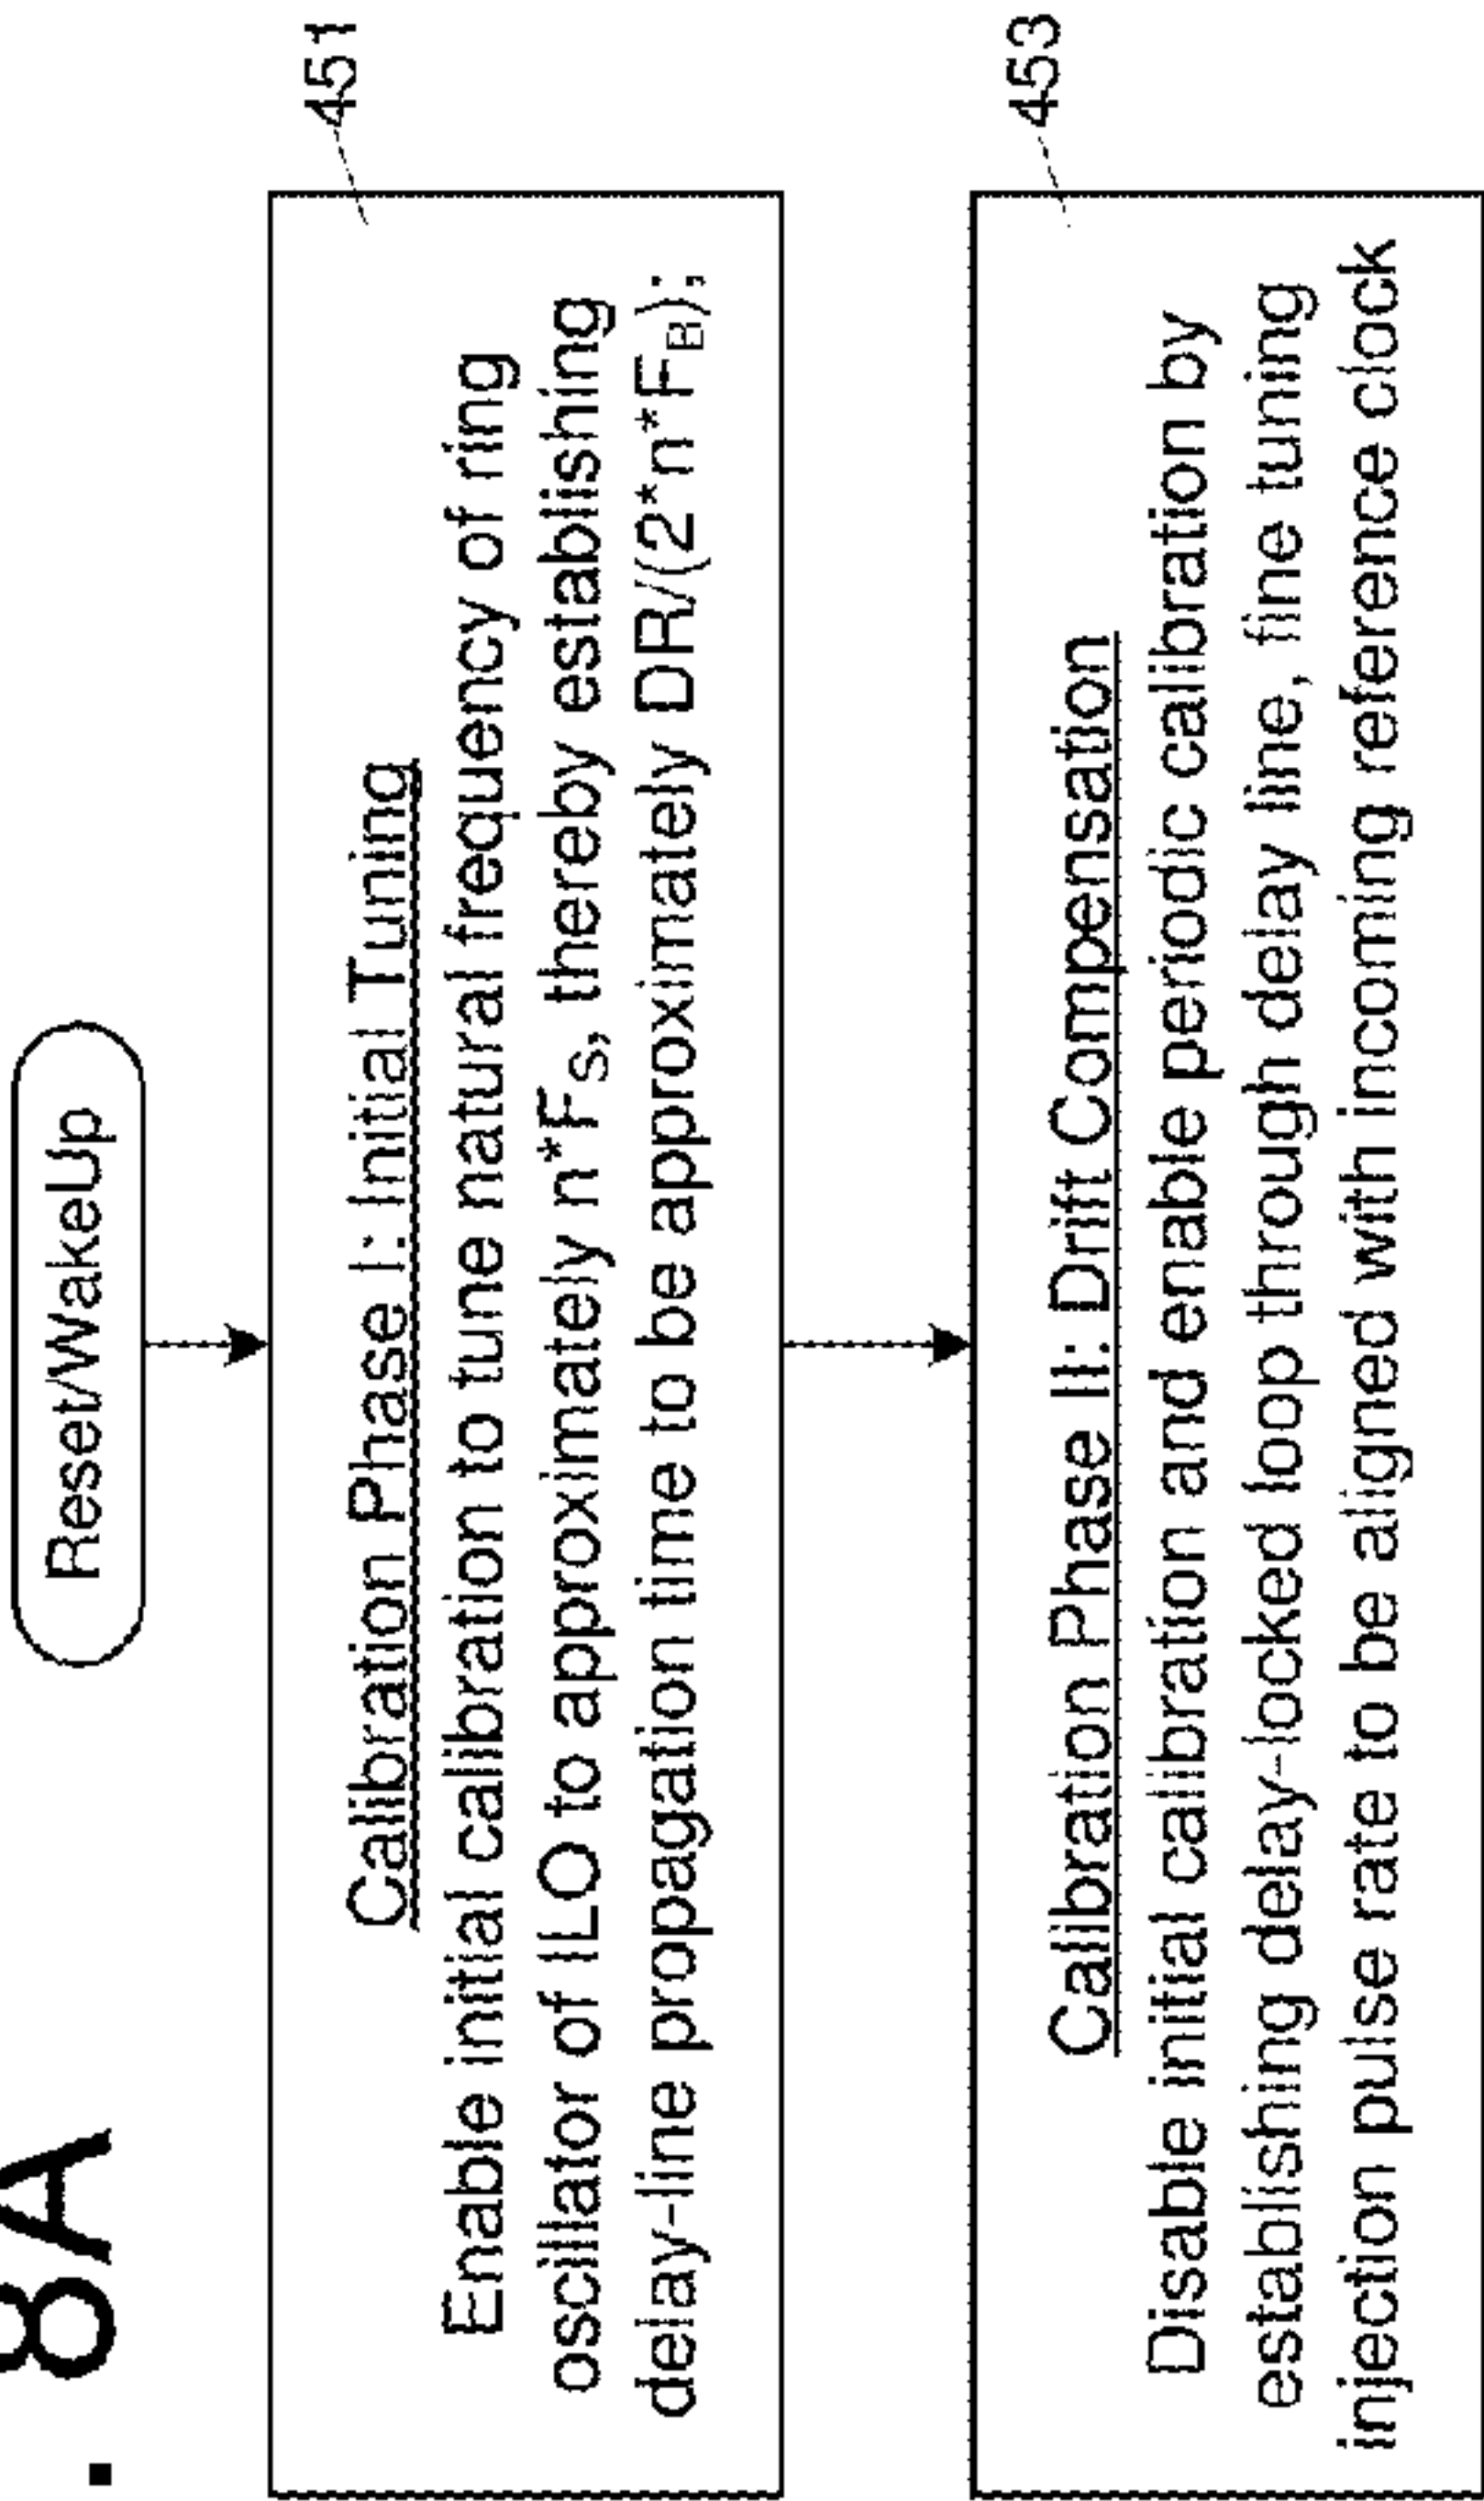 . 8A
Reset/WakeUp
451
Calibration Phase I: Initial Tuning
Enable initial calibration to tune natural frequency of ring
oscillator of ILO to approximately n*FS, thereby establishing
delay-line propagation time to be approximately DR/(2*n*FB);
453
Calibration Phase II: Drift Compensation
Disable initial calibration and enable periodic calibration by
establishing delay-locked loop through delay line, fine tuning
injection pulse rate to be aligned with incoming reference clock